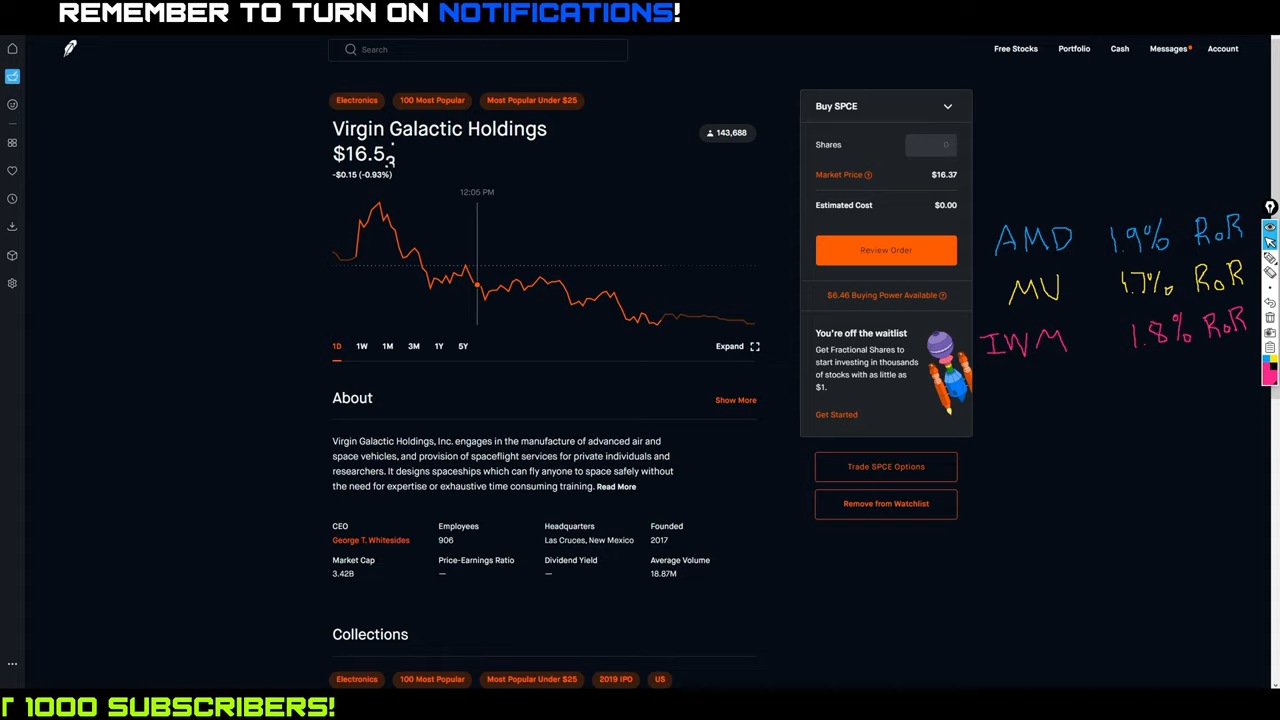 REMEMBER TO TURN ON NOTIFICATIONS!
Search
Free Stocks Portfolio Cash Messages Account
Electronics 100 Most Popular Most Popular Under $25
Virgin Galactic Holdings
143,688
$16.53
-$0.15 (-0.93%)
12:05 PM
1D 1W 1M 3M 1Y 5Y
Expand
Buy SPCE
Shares 0
Market Price $16.37
Estimated Cost $0.00
Review Order
$6.46 Buying Power Available
You're off the waitlist
Get Fractional Shares to
start investing in thousands
of stocks with as little as
$1.
Get Started
Trade SPCE Options
Remove from Watchlist
AMD 1.9% RoR
MU 1.7% RoR
IWM 1.8% RoR
About
Show More
Virgin Galactic Holdings, Inc. engages in the manufacture of advanced air and
space vehicles, and provision of spaceflight services for private individuals and
researchers. It designs spaceships which can fly anyone to space safely without
the need for expertise or exhaustive time consuming training. Read More
CEO Employees Headquarters Founded
George T. Whitesides 906 Las Cruces, New Mexico 2017
Market Cap Price-Earnings Ratio Dividend Yield Average Volume
3.42B — — 18.87M
Collections
Electronics 100 Most Popular Most Popular Under $25 2019 IPO US
T 1000 SUBSCRIBERS!